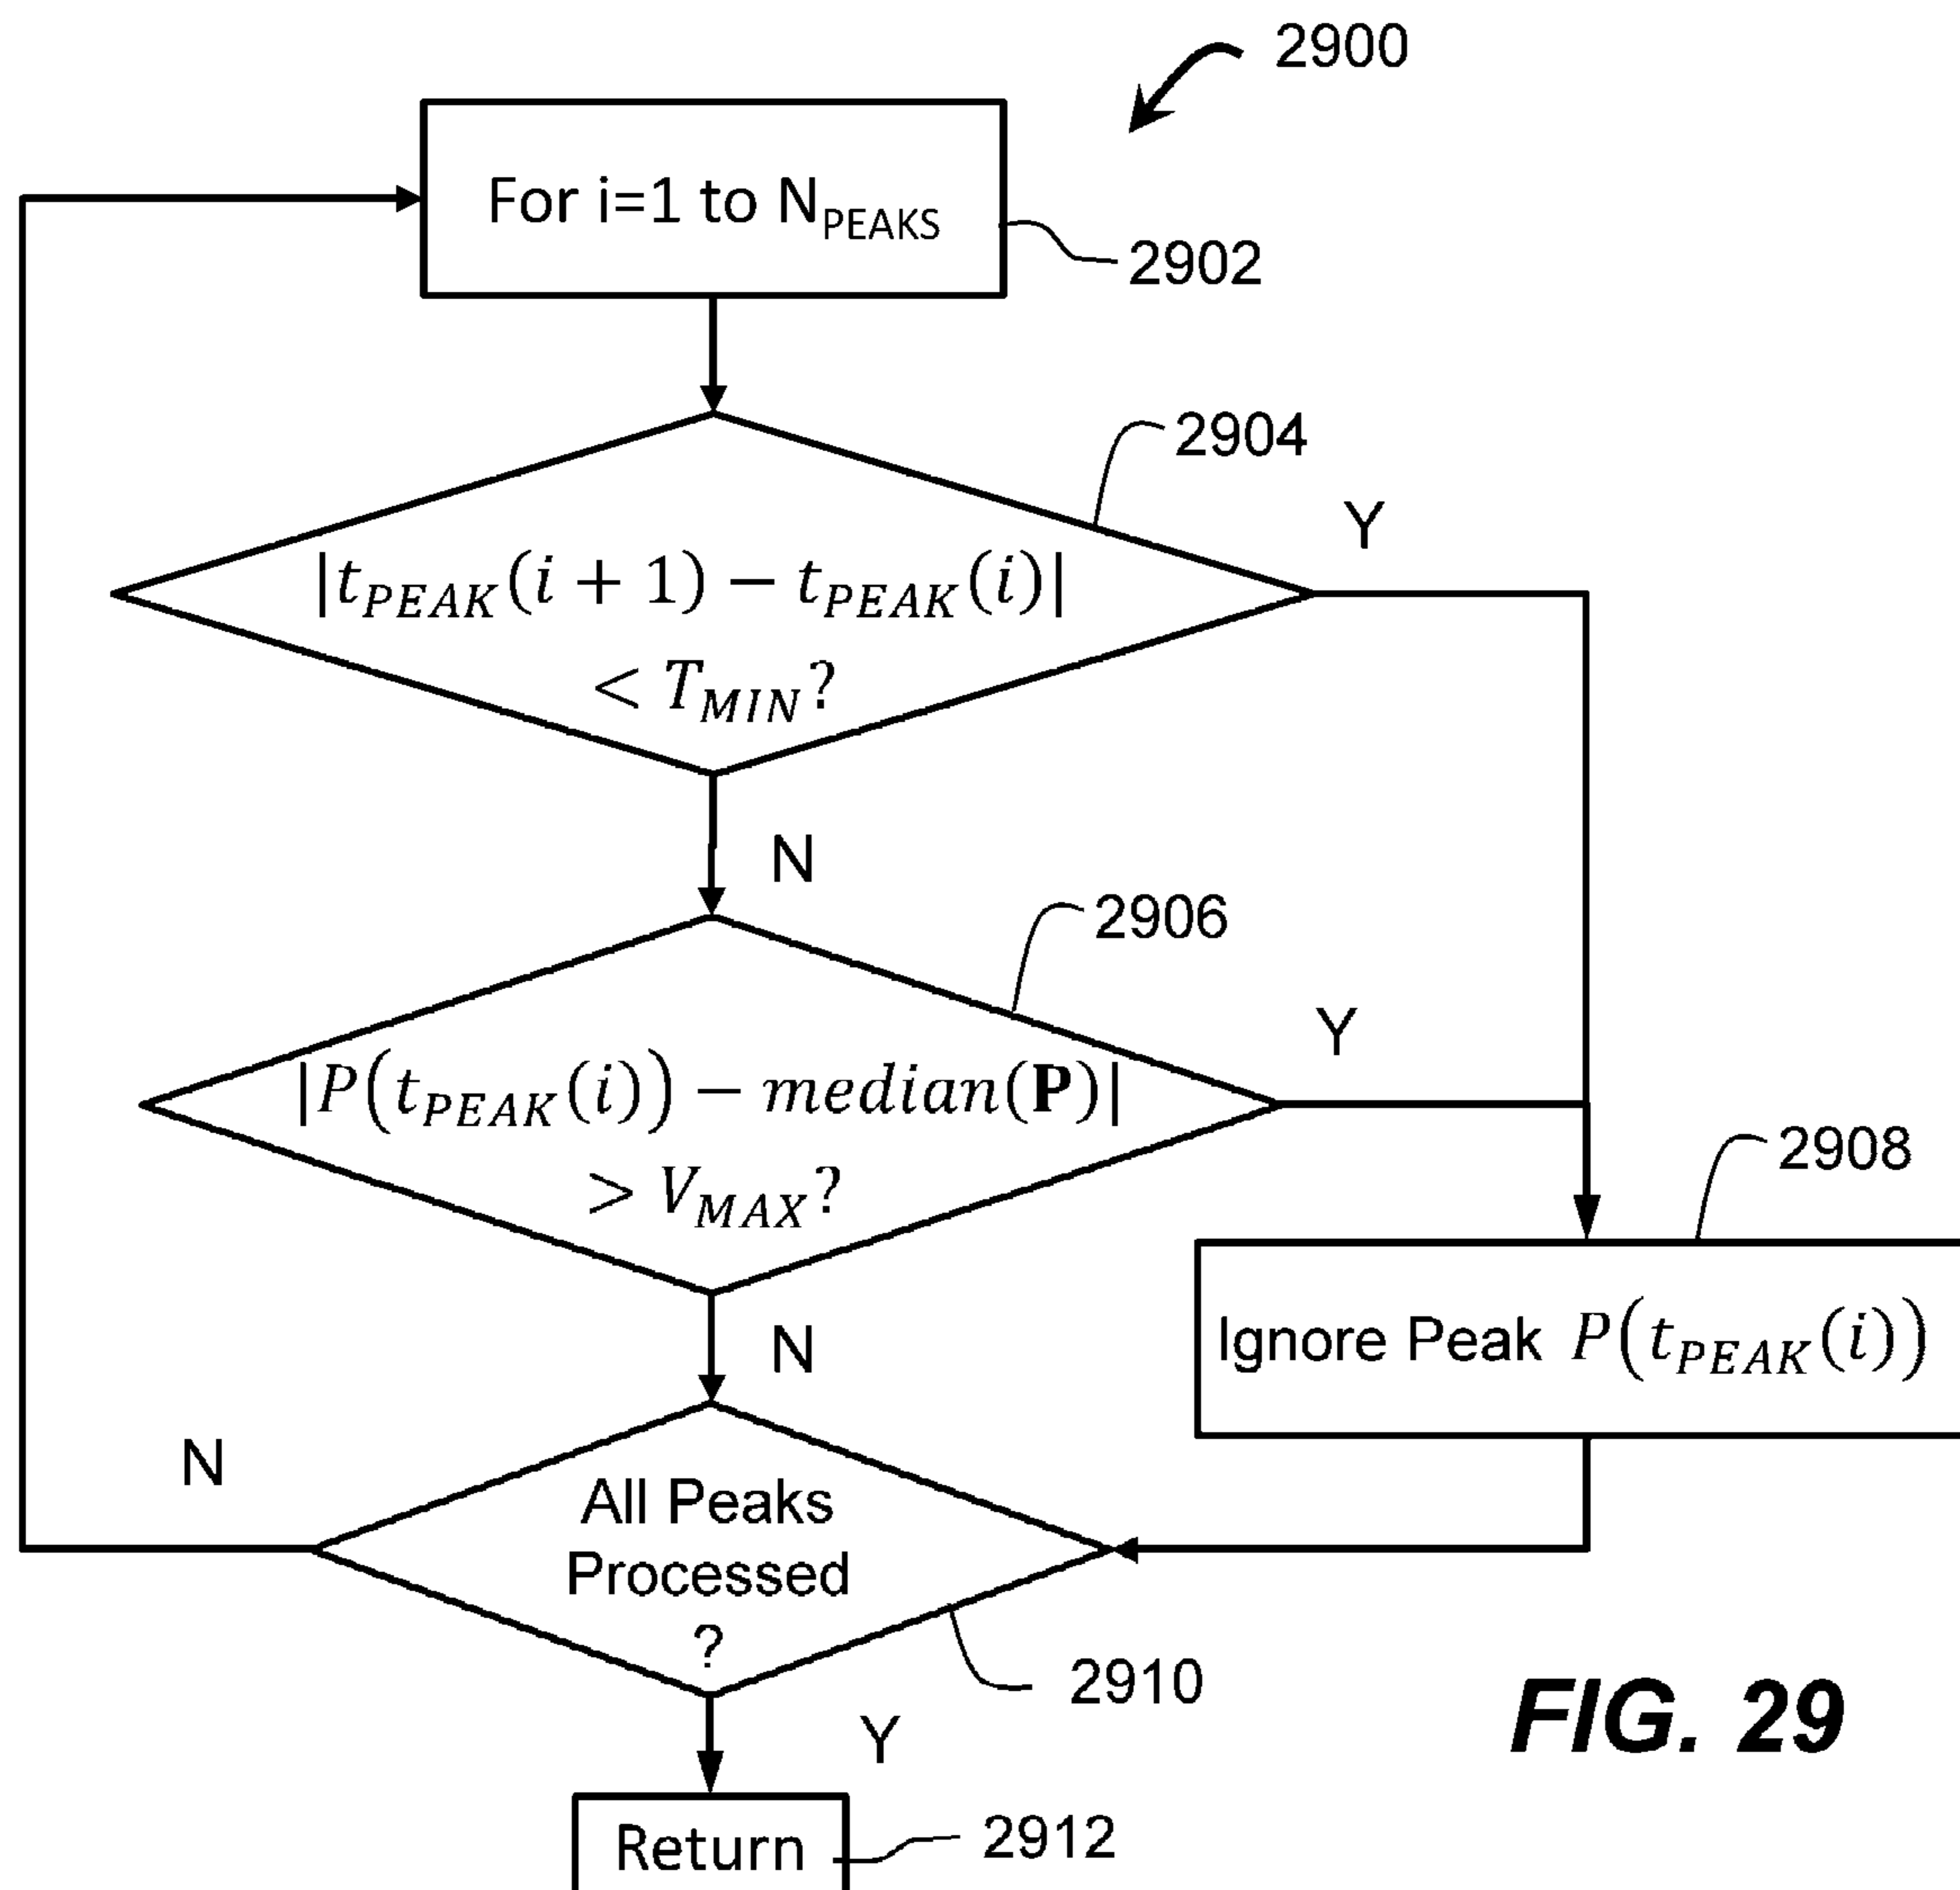 2900
For i=1 to N_PEAKS
2902
2904
Y
|t_PEAK(i + 1) − t_PEAK(i)|
< T_MIN?
N
2906
Y
|P(t_PEAK(i)) − median(𝐏)|
> V_MAX?
2908
Ignore Peak P(t_PEAK(i))
N
N
All Peaks
Processed
?
2910
Y
FIG. 29
Return
2912